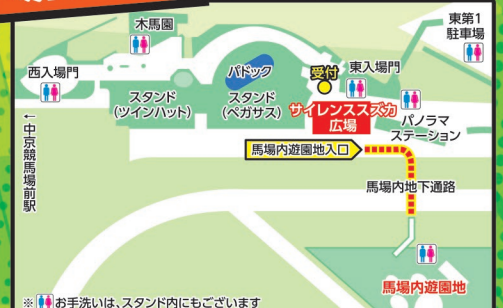 木馬園
東第1
駐車場
西入場門
パドック
受付
東入場門
スタンド
(ツインハット)
スタンド
(ペガサス)
サイレンススズカ
広場
パノラマ
ステーション
←中京競馬場前駅
馬場内遊園地入口
馬場内地下通路
馬場内遊園地
※お手洗いは、スタンド内にもございます